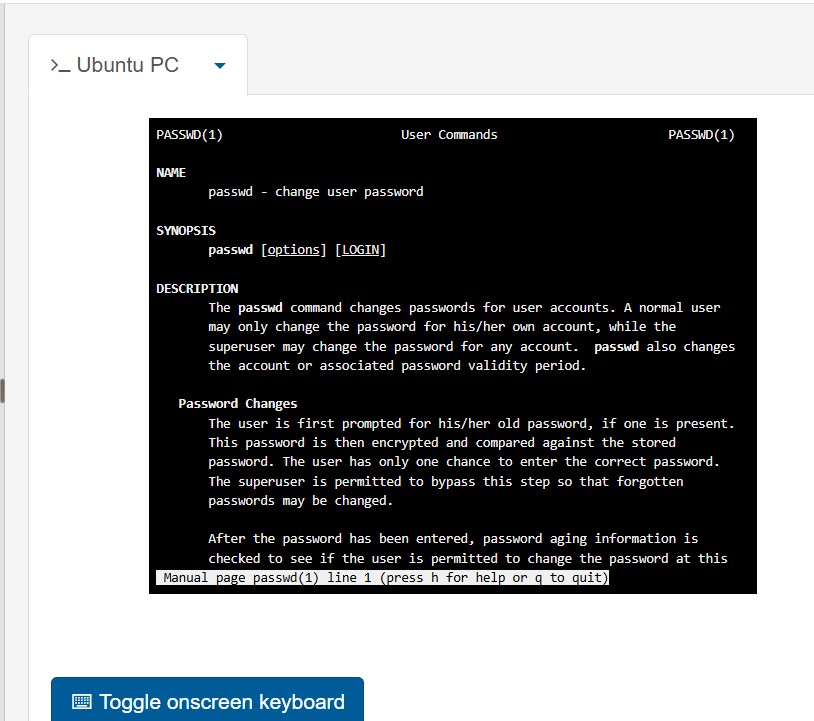 >_ Ubuntu PC
PASSWD(1) User Commands PASSWD(1)
NAME
passwd - change user password
SYNOPSIS
passwd [options] [LOGIN]
DESCRIPTION
The passwd command changes passwords for user accounts. A normal user
may only change the password for his/her own account, while the
superuser may change the password for any account. passwd also changes
the account or associated password validity period.
Password Changes
The user is first prompted for his/her old password, if one is present.
This password is then encrypted and compared against the stored
password. The user has only one chance to enter the correct password.
The superuser is permitted to bypass this step so that forgotten
passwords may be changed.
After the password has been entered, password aging information is
checked to see if the user is permitted to change the password at this
Manual page passwd(1) line 1 (press h for help or q to quit)
Toggle onscreen keyboard